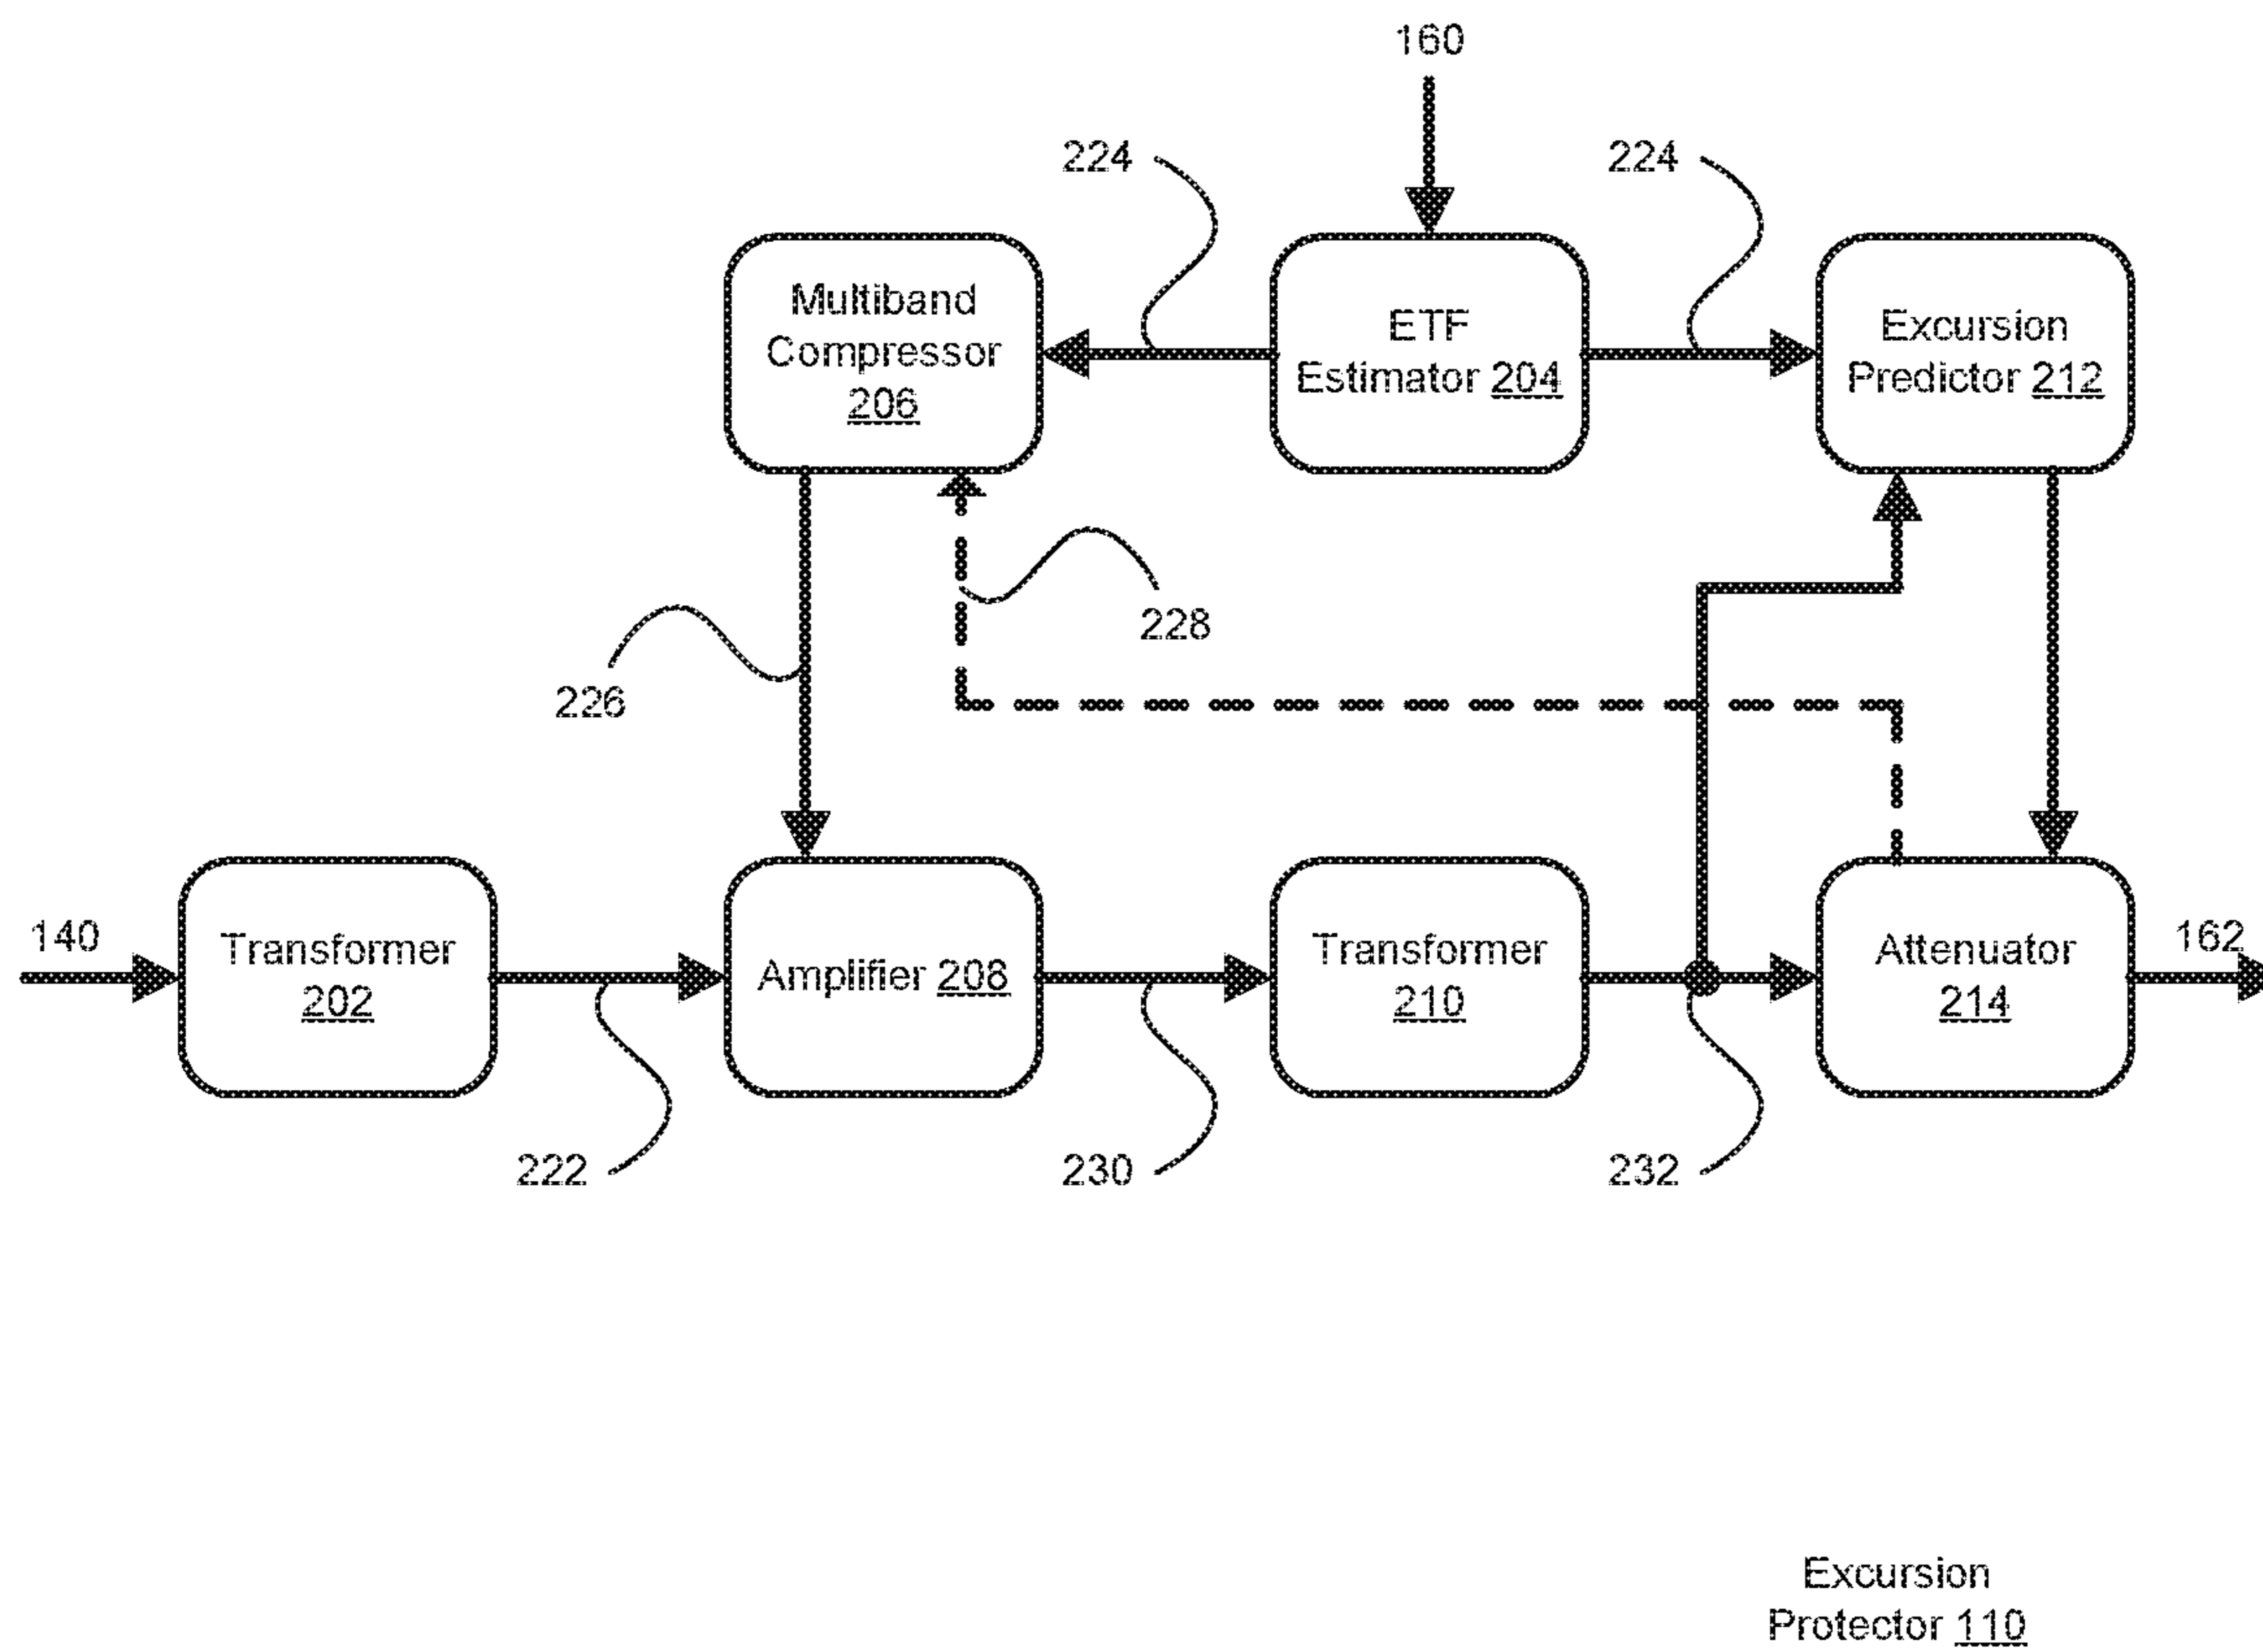 160
224
224
Multiband
Compressor
206
ETF
Estimator 204
Excursion
Predictor 212
228
226
140
Transformer
202
Amplifier 208
Transformer
210
Attenuator
214
162
222
230
232
Excursion
Protector 110